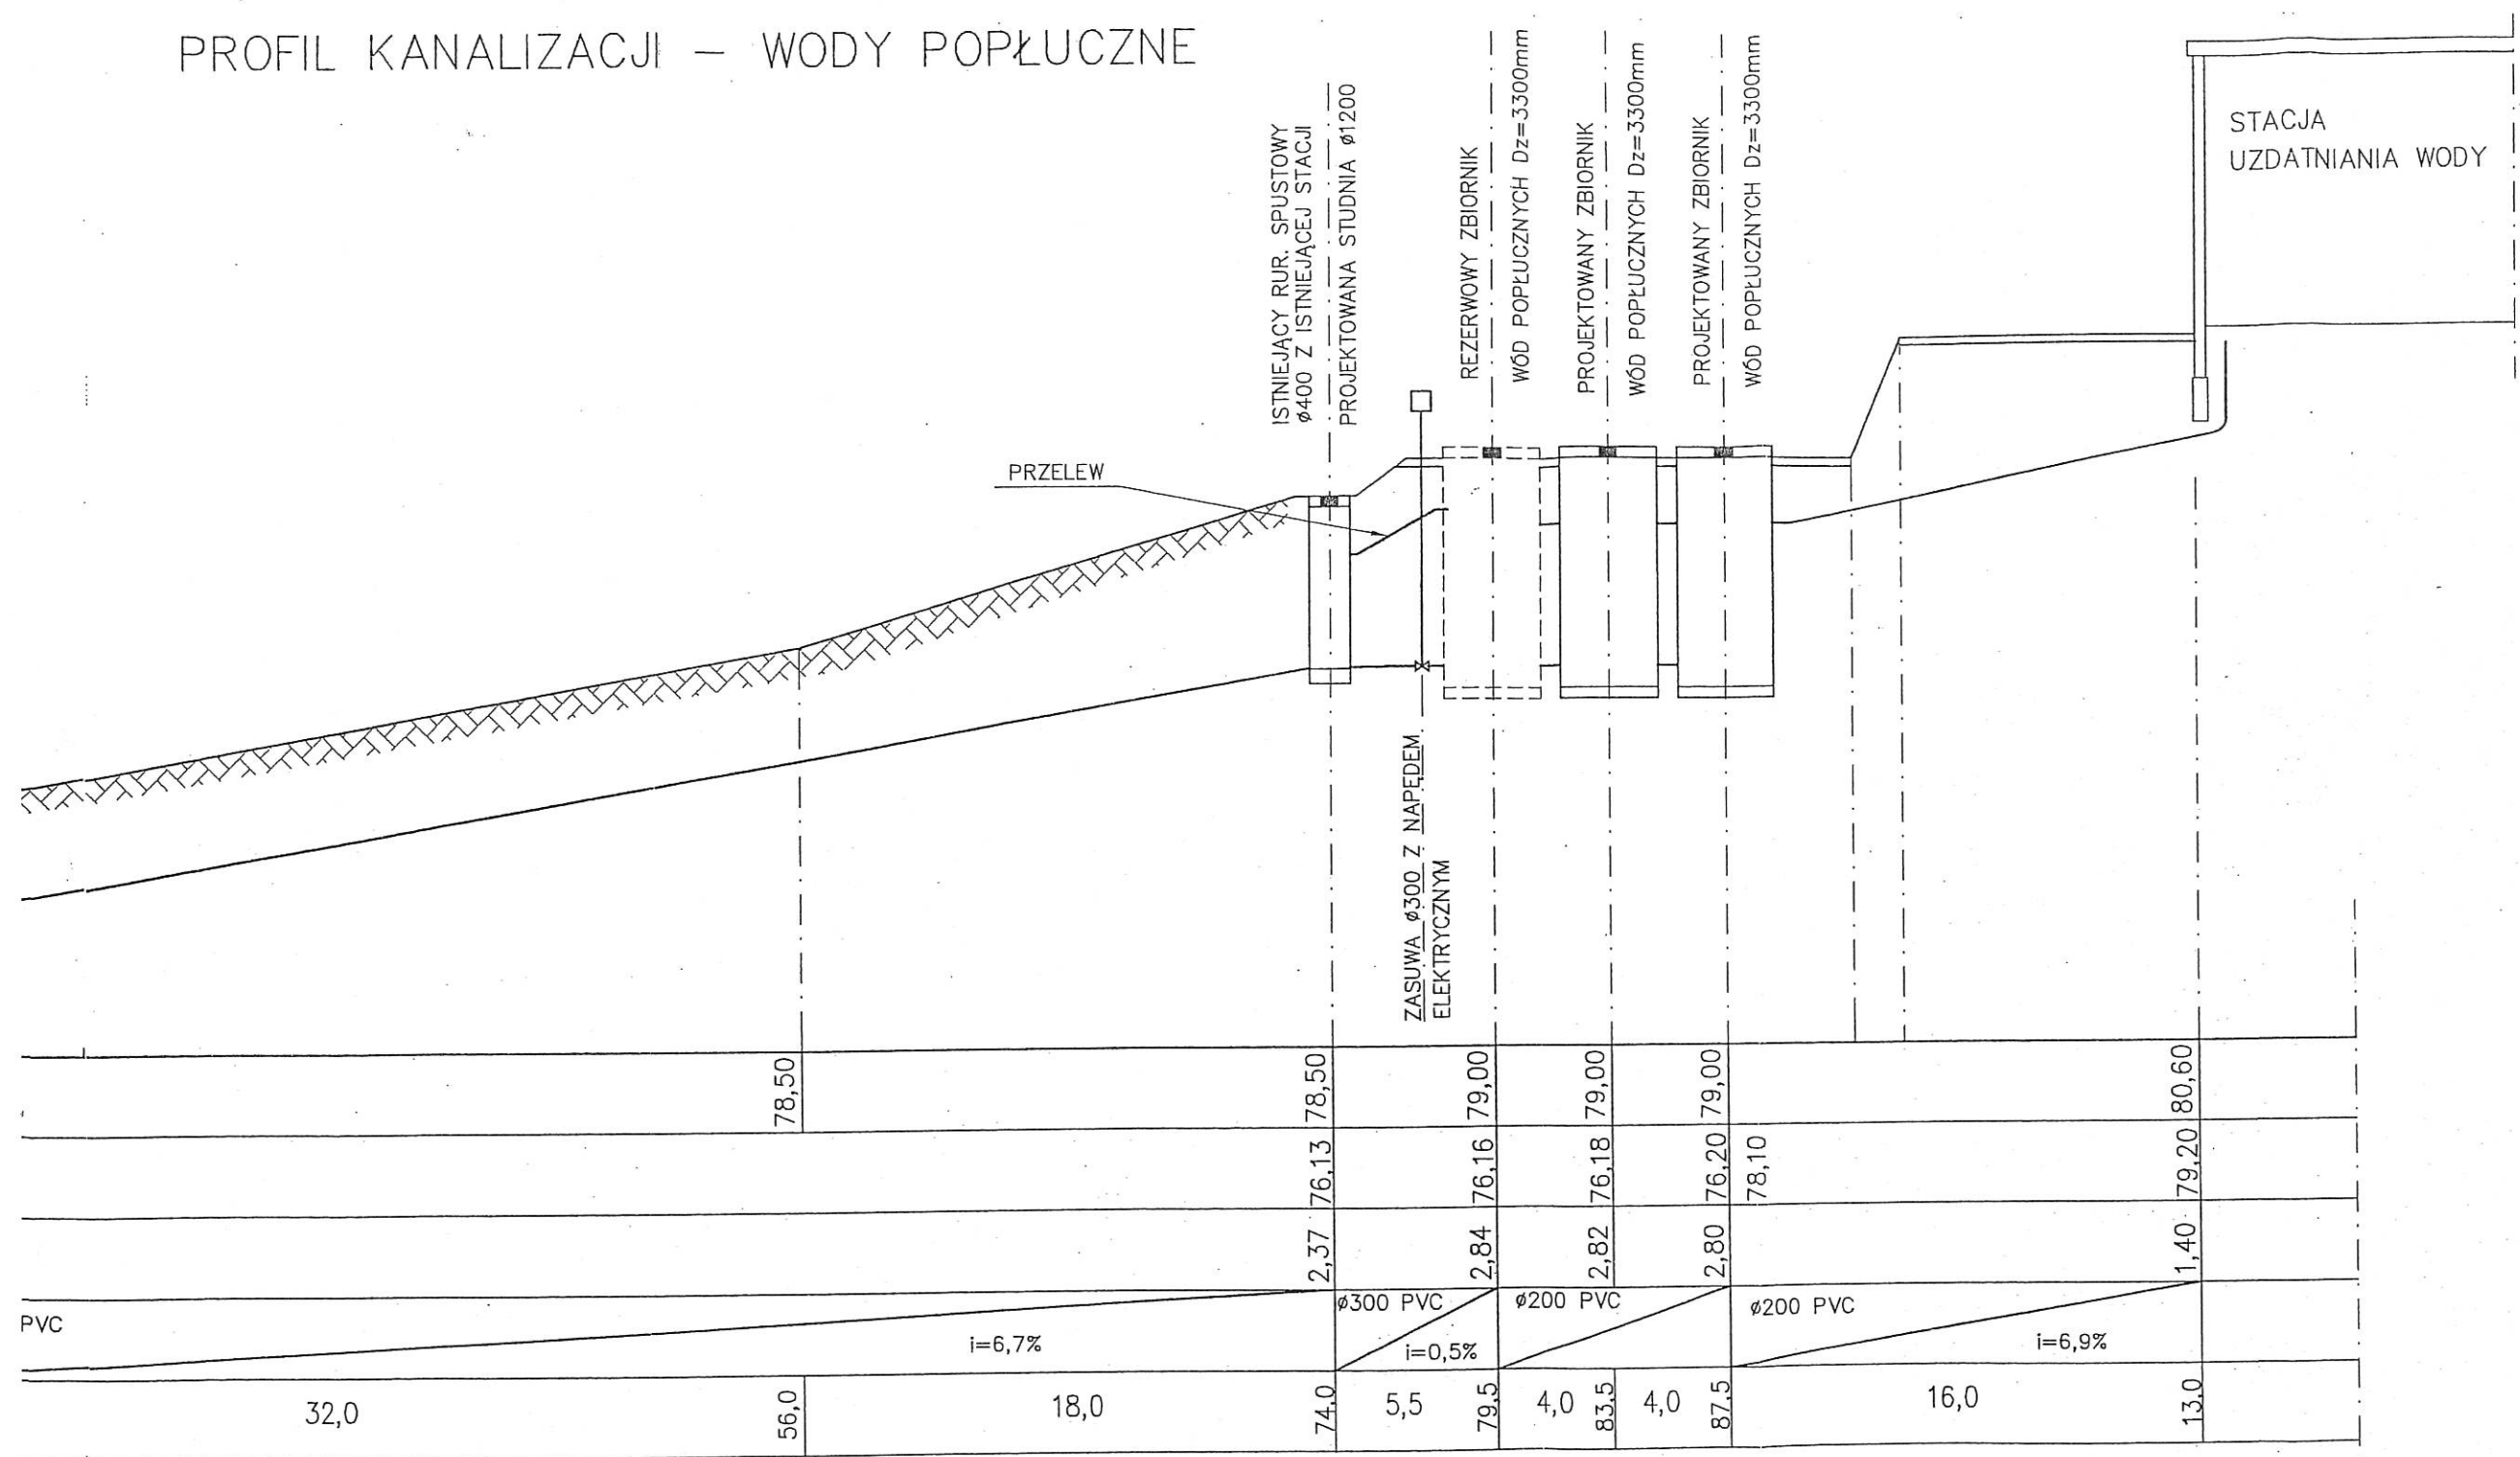 PROFIL KANALIZACJI – WODY POPŁUCZNE
ISTNIEJĄCY RUR. SPUSTOWY
ø400 Z ISTNIEJĄCEJ STACJI
PROJEKTOWANA STUDNIA ø1200
REZERWOWY ZBIORNIK
WÓD POPŁUCZNYCH Dz=3300mm
PROJEKTOWANY ZBIORNIK
WÓD POPŁUCZNYCH Dz=3300mm
PROJEKTOWANY ZBIORNIK
WÓD POPŁUCZNYCH Dz=3300mm
STACJA
UZDATNIANIA WODY
PRZELEW
ZASUWA ø300 Z NAPĘDEM
ELEKTRYCZNYM
78,50 78,50 79,00 79,00 79,00 80,60
76,13 76,16 76,18 76,20 78,10 79,20
2,37 2,84 2,82 2,80 1,40
PVC ø300 PVC ø200 PVC ø200 PVC
i=6,7% i=0,5% i=6,9%
32,0 56,0 18,0 74,0 5,5 79,5 4,0 83,5 4,0 87,5 16,0 13,0